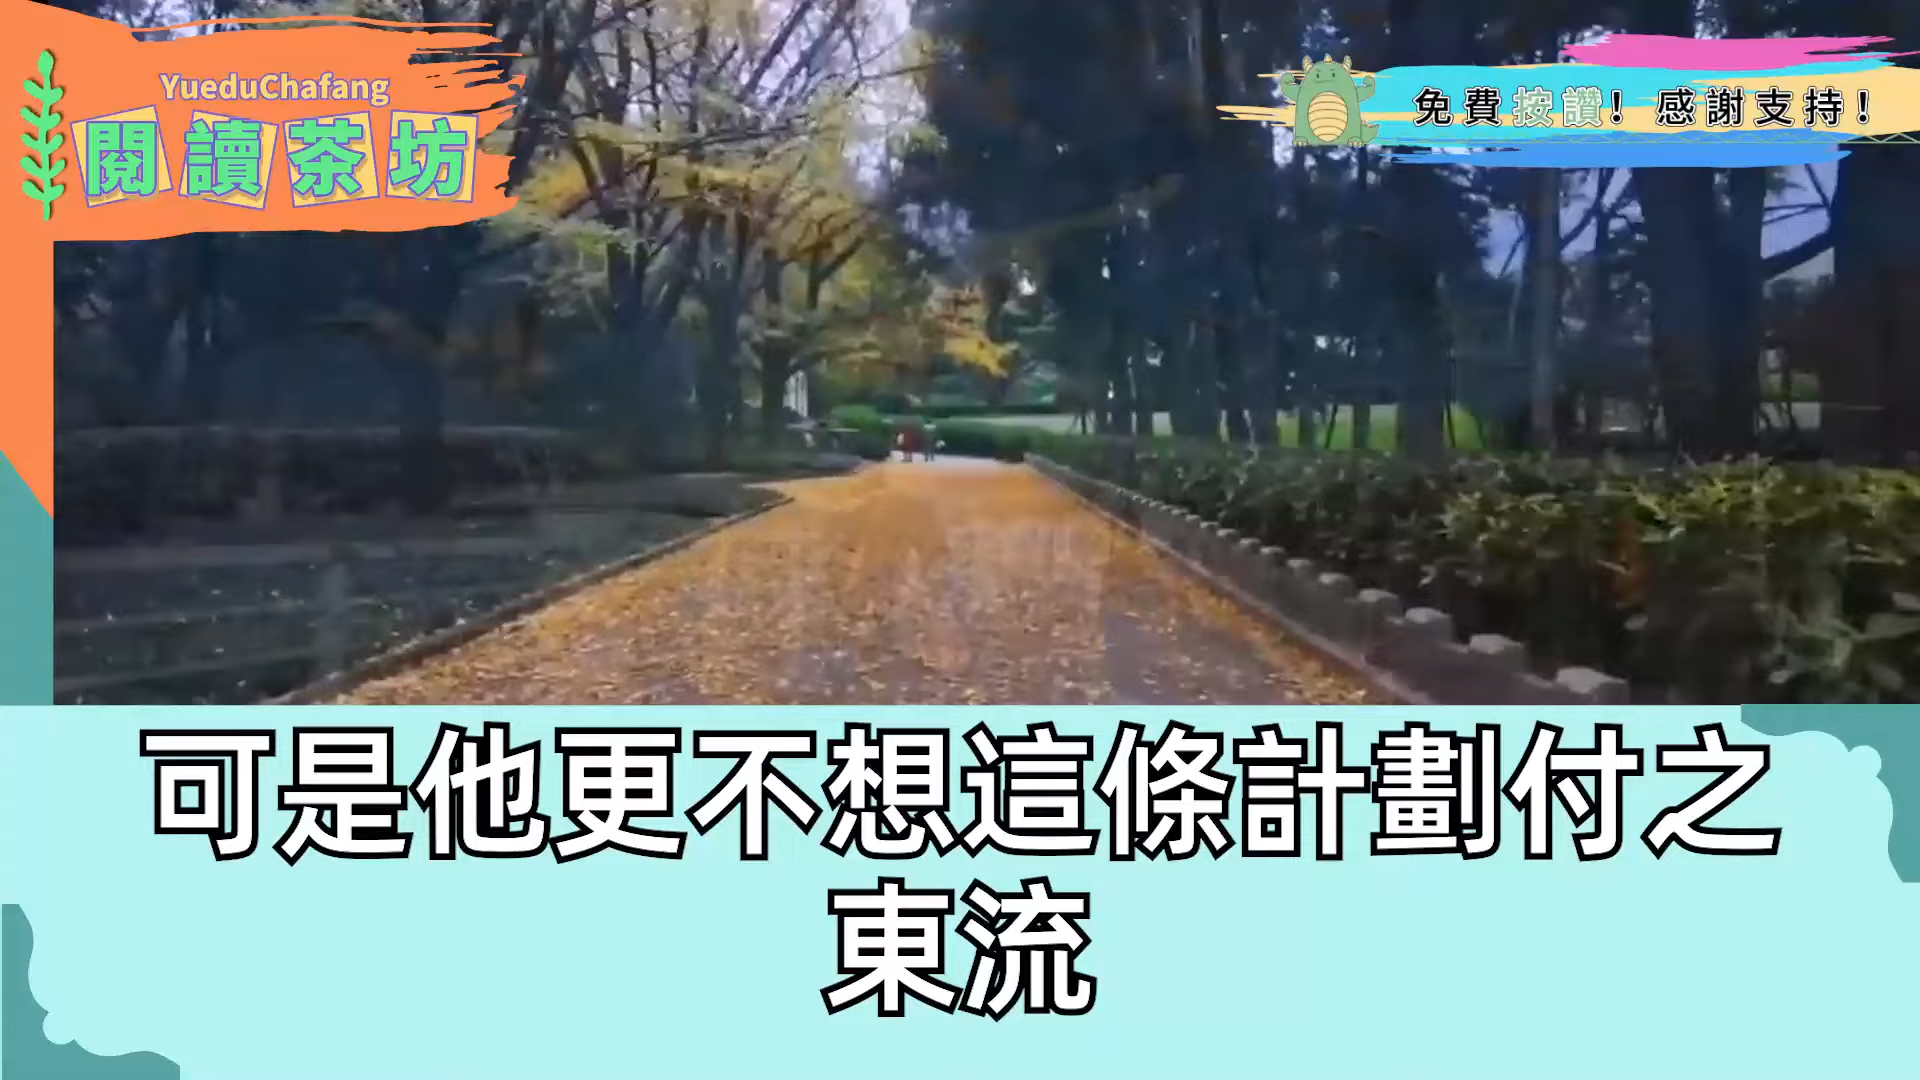 YueduChafang
閱讀茶坊
免費按讚！感謝支持！
可是他更不想這條計劃付之
東流